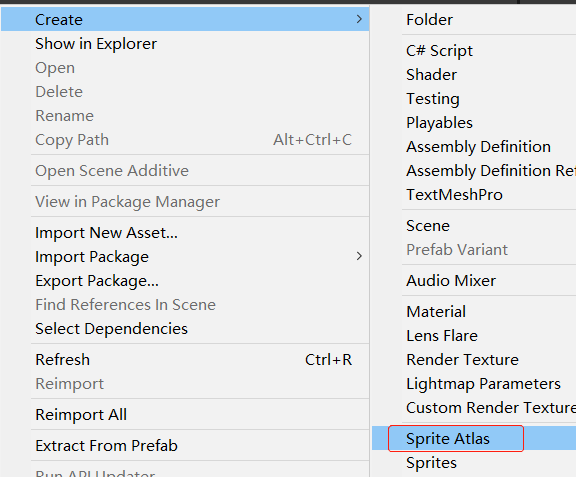 Create
Show in Explorer
Open
Delete
Rename
Copy Path Alt+Ctrl+C
Open Scene Additive
View in Package Manager
Import New Asset...
Import Package
Export Package...
Find References In Scene
Select Dependencies
Refresh Ctrl+R
Reimport
Reimport All
Extract From Prefab
Run API Updater
Folder
C# Script
Shader
Testing
Playables
Assembly Definition
Assembly Definition Ref
TextMeshPro
Scene
Prefab Variant
Audio Mixer
Material
Lens Flare
Render Texture
Lightmap Parameters
Custom Render Texture
Sprite Atlas
Sprites